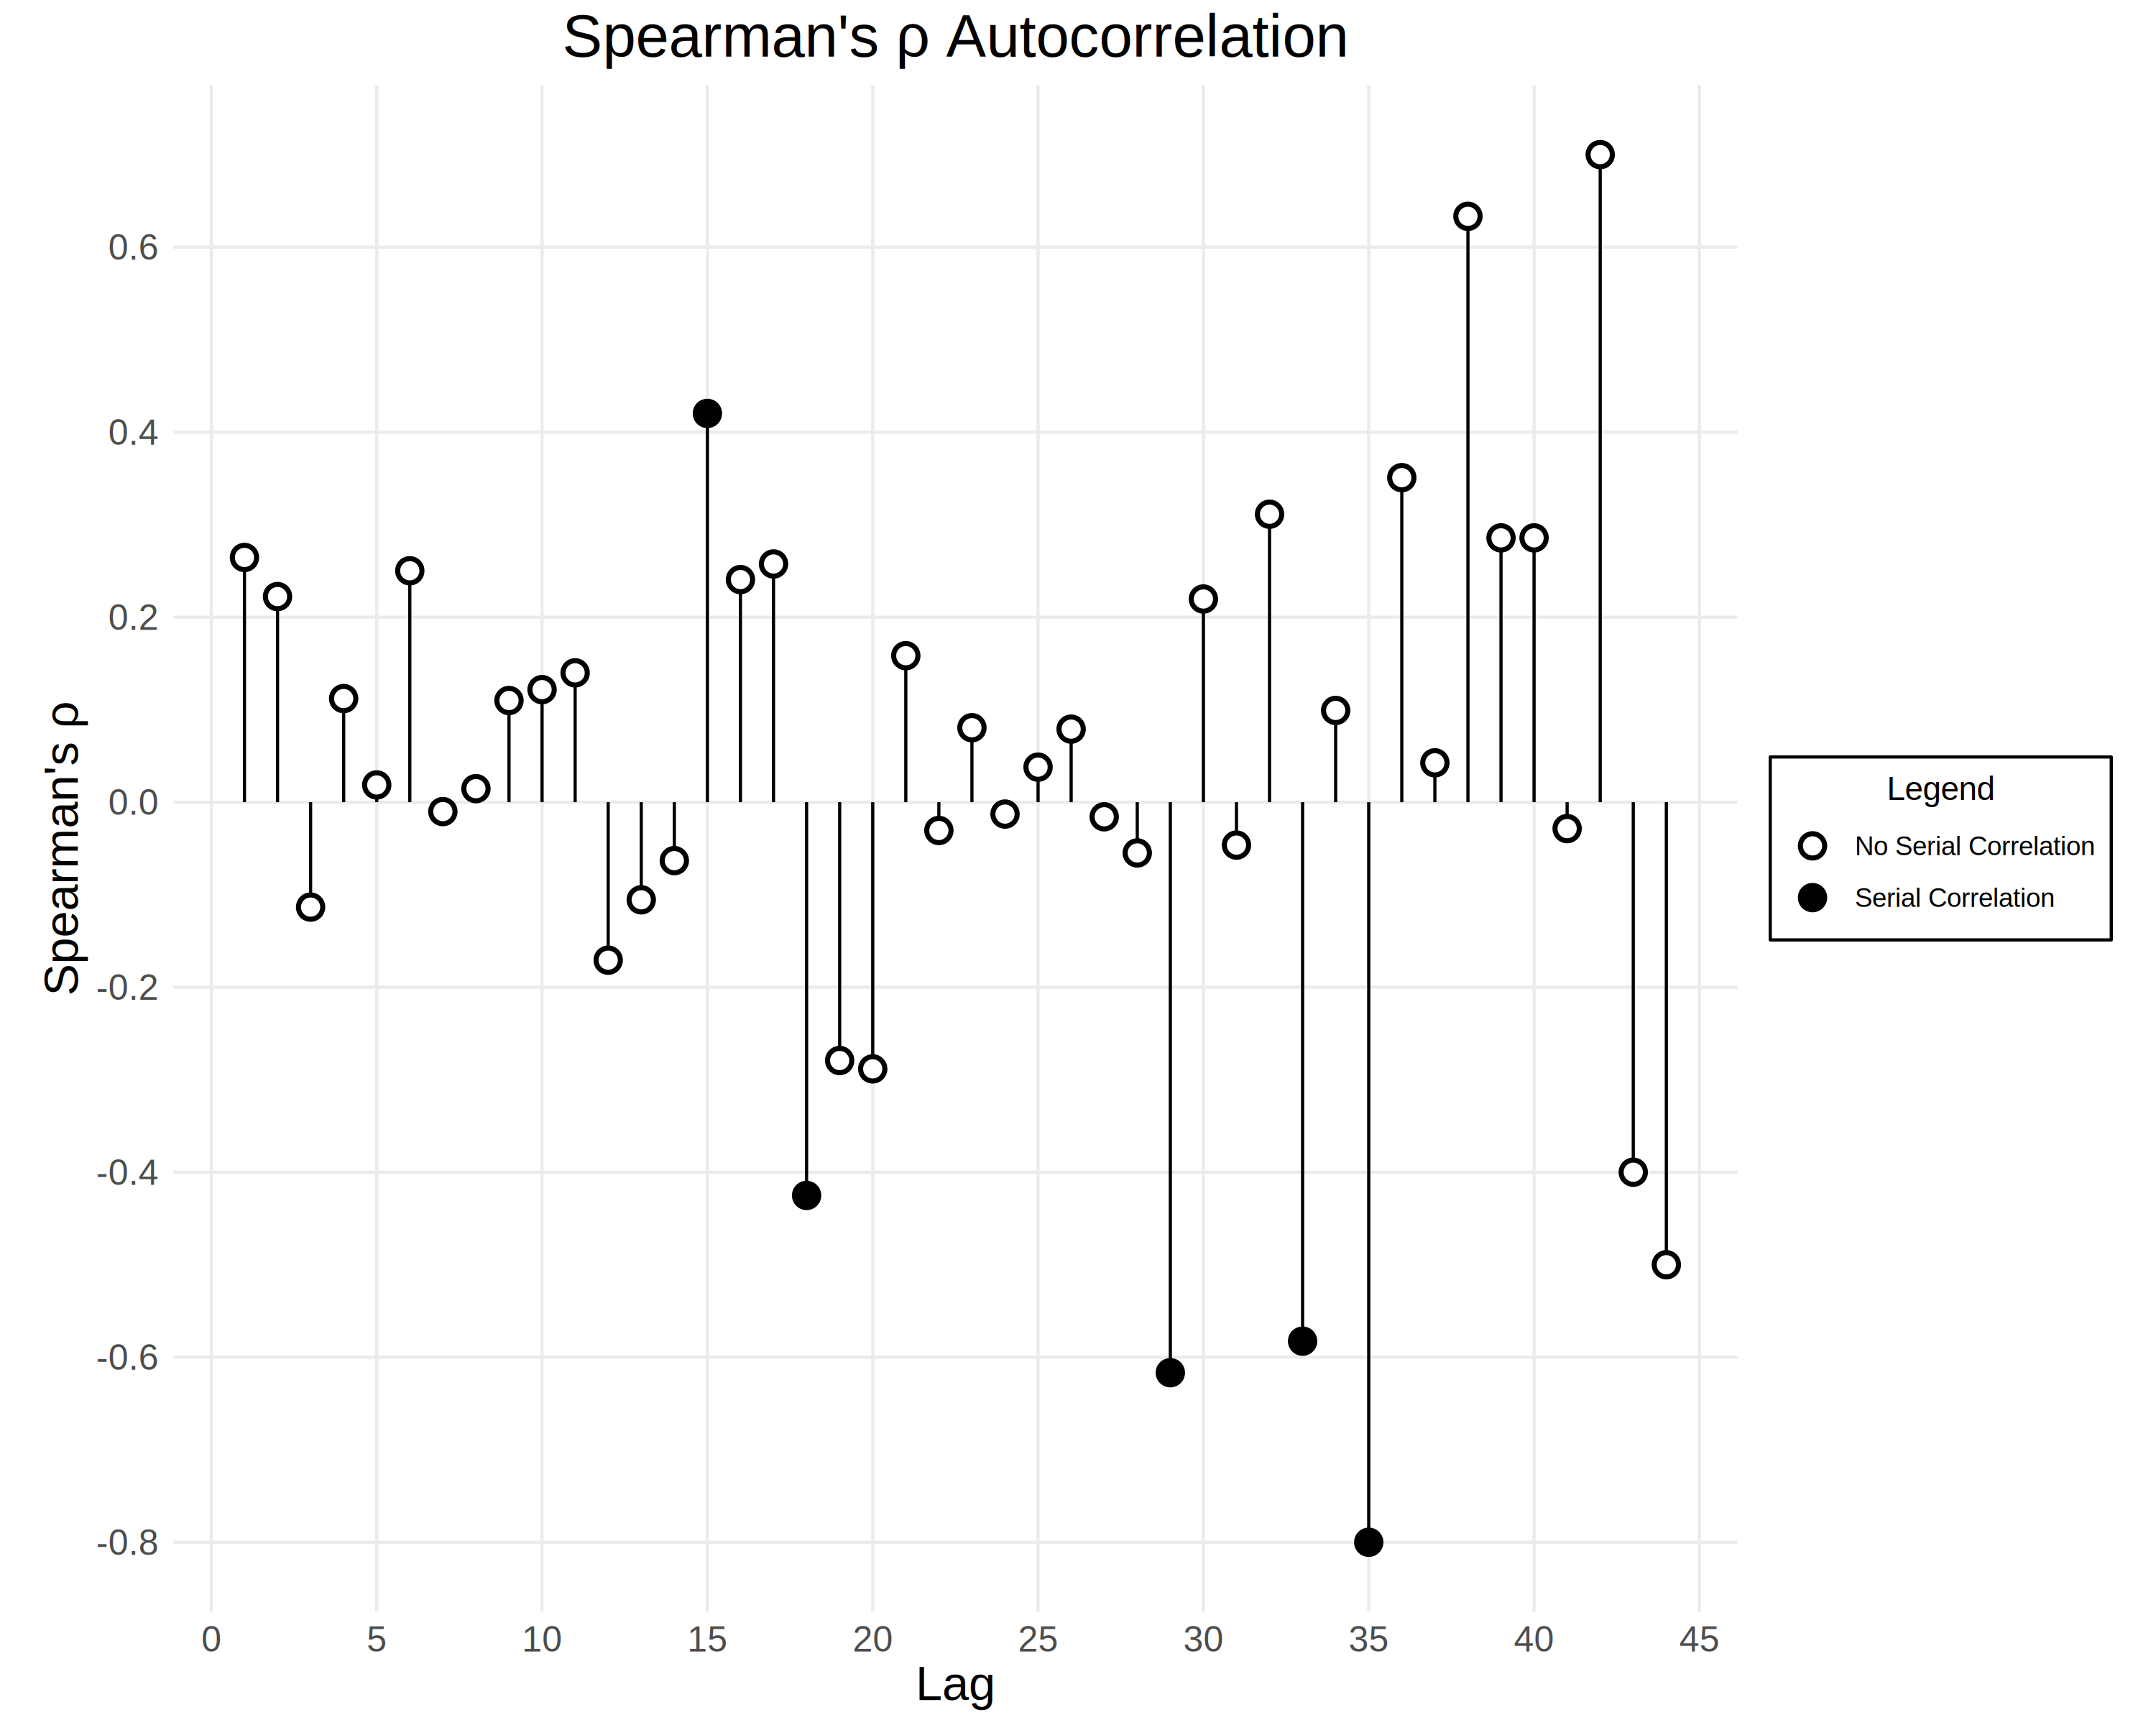 Spearman's ρ Autocorrelation
Spearman's ρ
0.6
0.4
0.2
0.0
-0.2
-0.4
-0.6
-0.8
0 5 10 15 20 25 30 35 40 45
Lag
Legend
No Serial Correlation
Serial Correlation